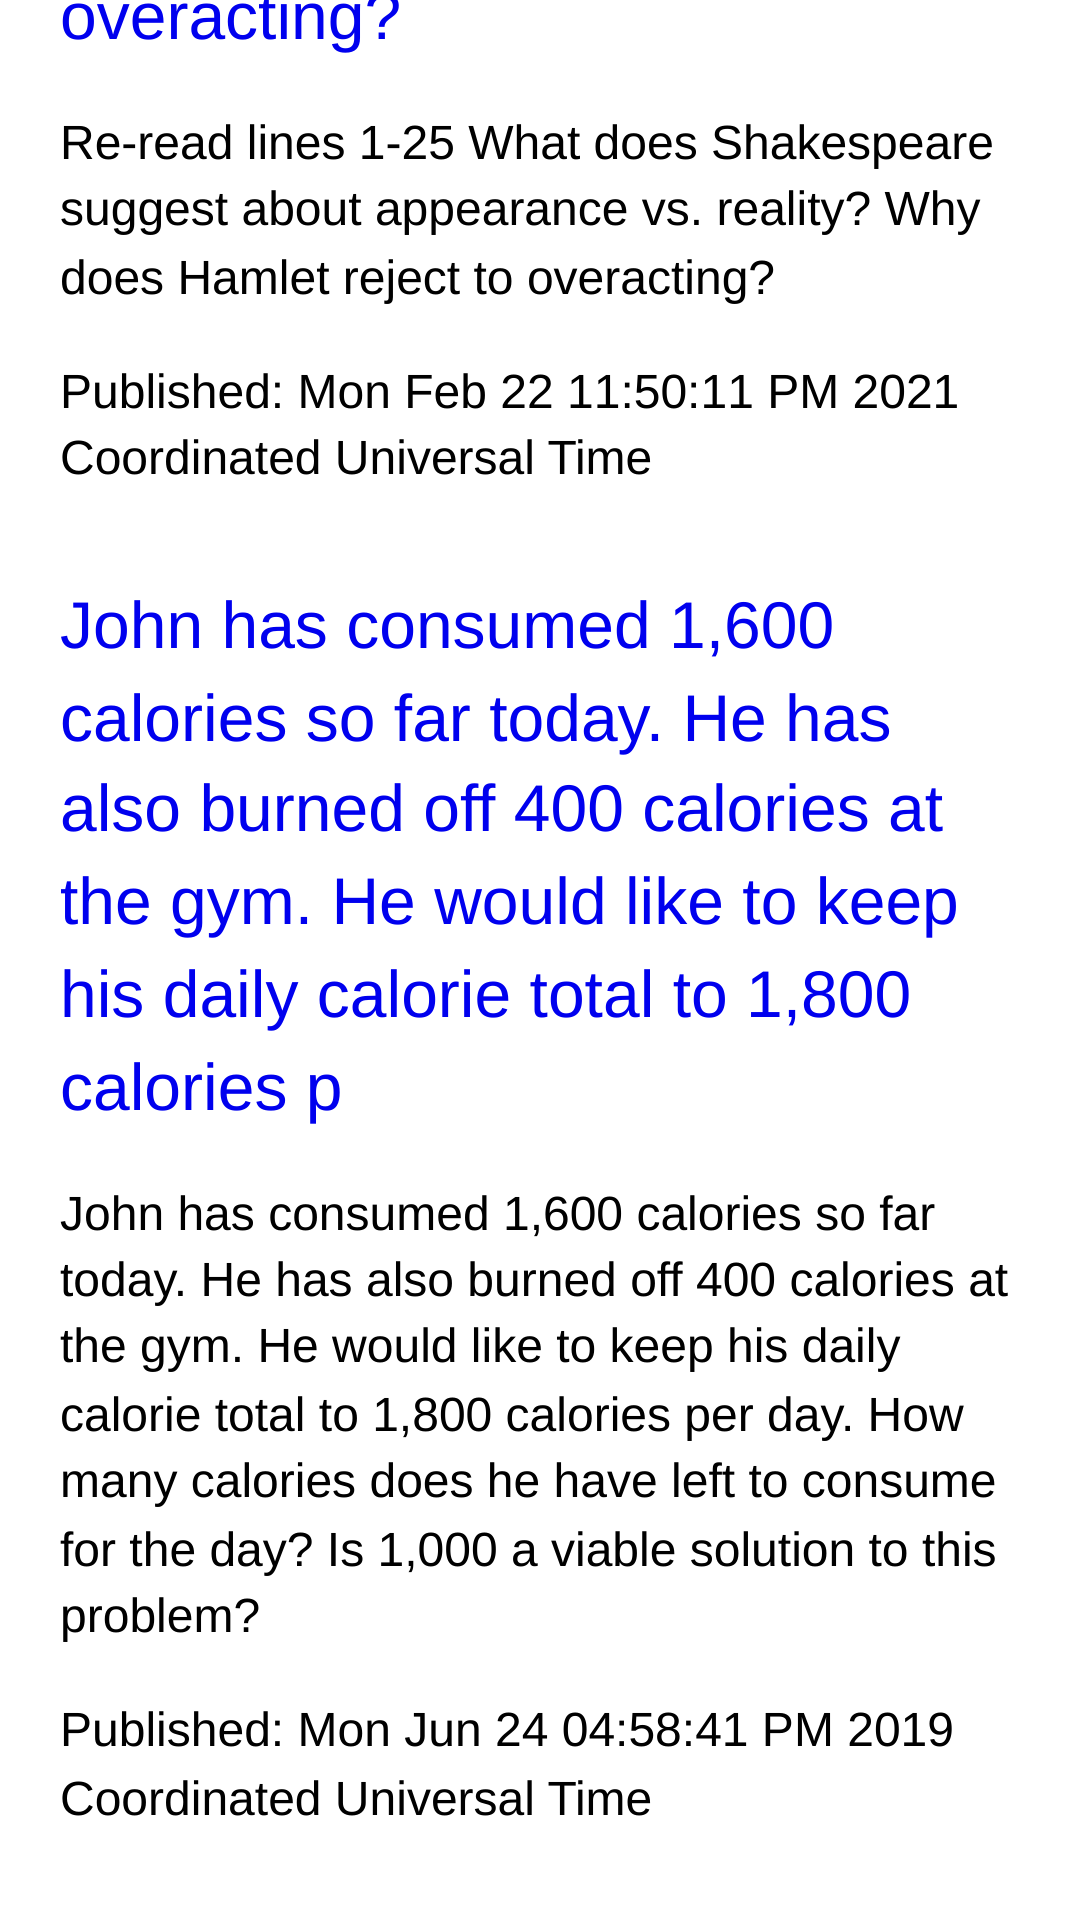 overacting?
Re-read lines 1-25 What does Shakespeare
suggest about appearance vs. reality? Why
does Hamlet reject to overacting?
Published: Mon Feb 22 11:50:11 PM 2021
Coordinated Universal Time
John has consumed 1,600
calories so far today. He has
also burned off 400 calories at
the gym. He would like to keep
his daily calorie total to 1,800
calories p
John has consumed 1,600 calories so far
today. He has also burned off 400 calories at
the gym. He would like to keep his daily
calorie total to 1,800 calories per day. How
many calories does he have left to consume
for the day? Is 1,000 a viable solution to this
problem?
Published: Mon Jun 24 04:58:41 PM 2019
Coordinated Universal Time